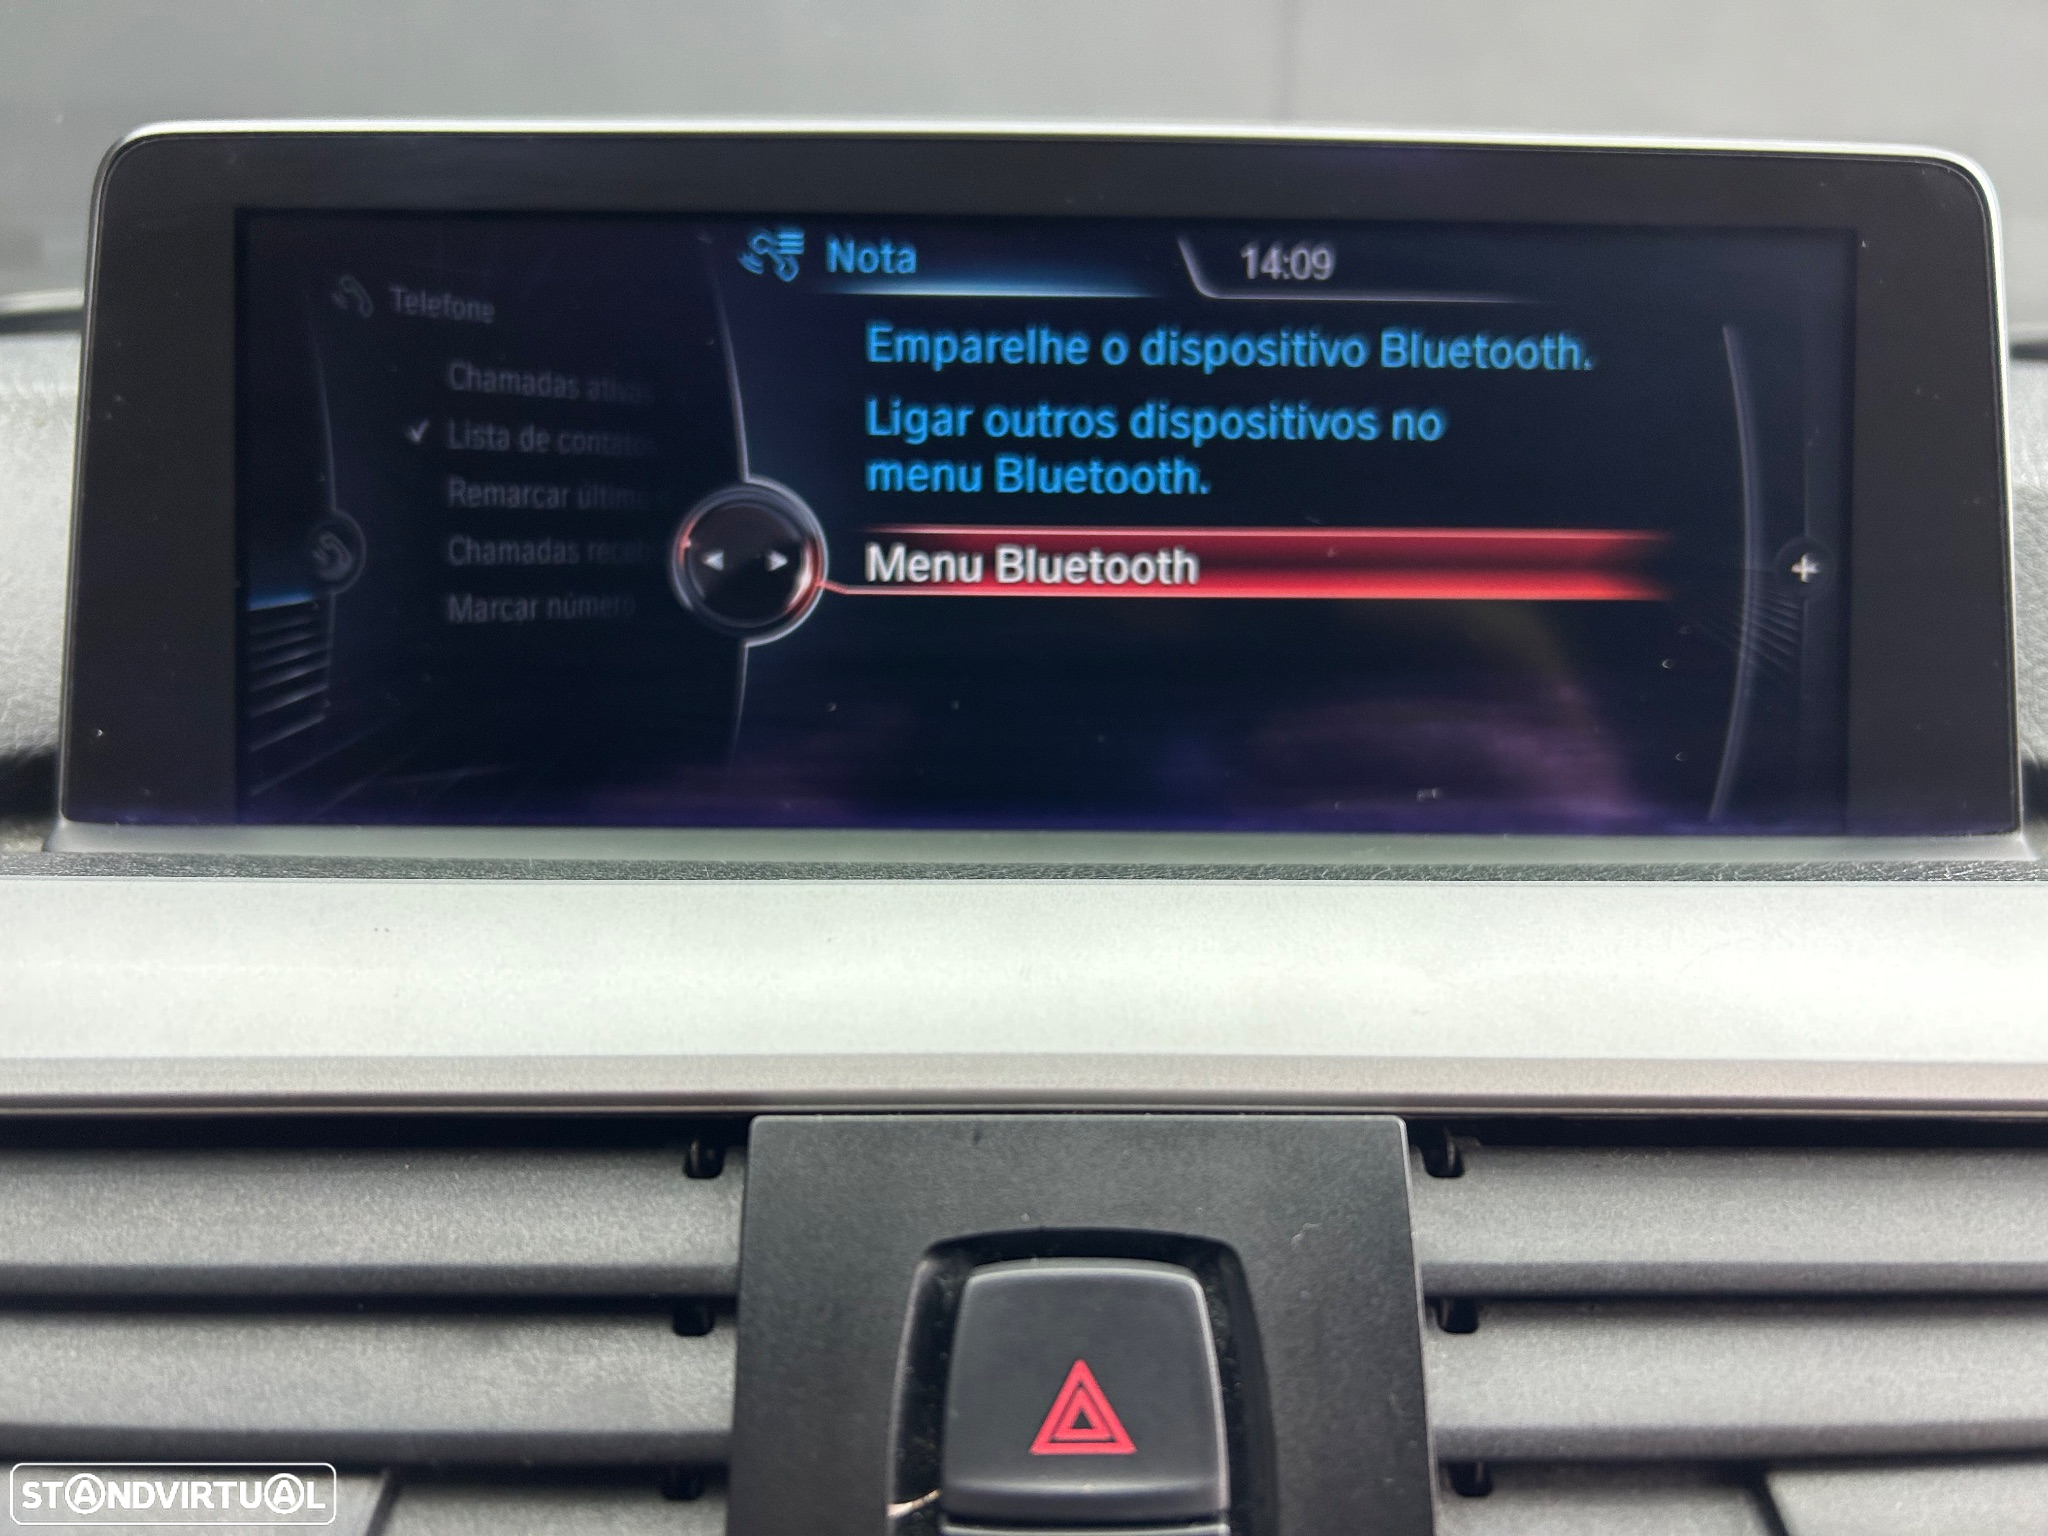 Nota
14:09
Telefone
Chamadas
Lista de
Remarcar
Chamadas
Marcar número
Emparelhe o dispositivo Bluetooth.
Ligar outros dispositivos no
menu Bluetooth.
Menu Bluetooth
STANDVIRTUAL